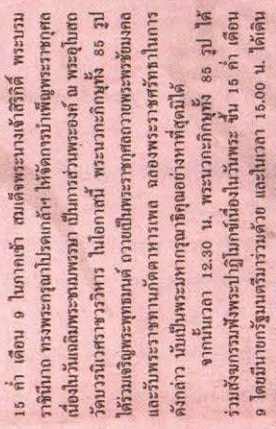 15 ค่ำ เดือน 9 ในภาคเช้า สมเด็จพระนางเจ้าสิริกิติ์ พระบรม
ราชินีนาถ ทรงพระกรุณาโปรดเกล้าฯ ให้จัดการบำเพ็ญพระราชกุศล
เนื่องในวันเฉลิมพระชนมพรรษา เป็นการส่วนพระองค์ ณ พระอุโบสถ
วัดบวรนิเวศราชวรวิหาร ในโอกาสนี้ พระนวกะภิกษุทั้ง 85 รูป
ได้ร่วมเจริญพระพุทธมนต์ ถวายเป็นพระราชกุศลถวายพระพรชัยมงคล
และรับพระราชทานภัตตาหารเพล ฉลองพระราชศรัทธาในการ
ดังกล่าว นับเป็นพระมหากรุณาธิคุณอย่างหาที่สุดมิได้
จากนั้นเวลา 12.30 น. พระนวกะภิกษุทั้ง 85 รูป ได้
ร่วมสังฆกรรมฟังพระปาฏิโมกข์เนื่องในวันพระ ขึ้น 15 ค่ำ เดือน
9 โดยมีนายกรัฐมนตรีมาร่วมด้วย และในเวลา 15.00 น. ได้เดิน